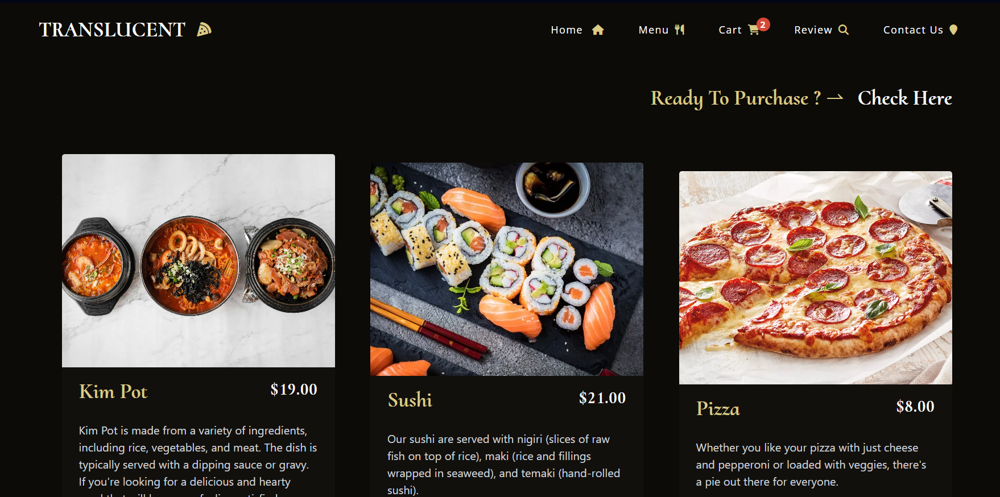 TRANSLUCENT
Home
Menu
Cart 2
Review
Contact Us
Ready To Purchase ? ⇀ Check Here
Kim Pot $19.00
Kim Pot is made from a variety of ingredients,
including rice, vegetables, and meat. The dish is
typically served with a dipping sauce or gravy.
If you're looking for a delicious and hearty
Sushi $21.00
Our sushi are served with nigiri (slices of raw
fish on top of rice), maki (rice and fillings
wrapped in seaweed), and temaki (hand-rolled
sushi).
Pizza $8.00
Whether you like your pizza with just cheese
and pepperoni or loaded with veggies, there's
a pie out there for everyone.